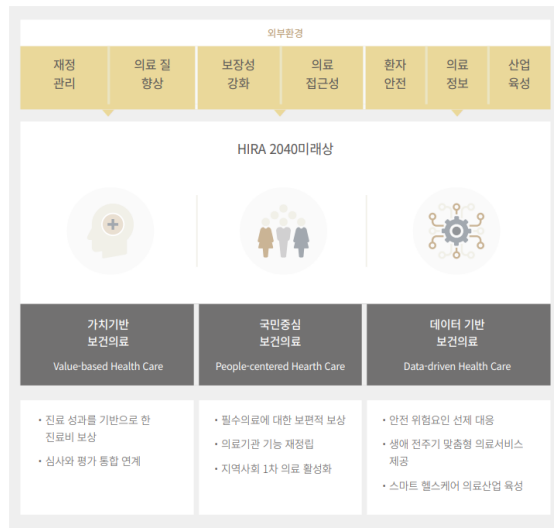 외부환경
재정
관리
의료 질
향상
보장성
강화
의료
접근성
환자
안전
의료
정보
산업
육성
HIRA 2040미래상
가치기반
보건의료
Value-based Health Care
국민중심
보건의료
People-centered Hearth Care
데이터 기반
보건의료
Data-driven Health Care
• 진료 성과를 기반으로 한
진료비 보상
• 심사와 평가 통합 연계
• 필수의료에 대한 보편적 보상
• 의료기관 기능 재정립
• 지역사회 1차 의료 활성화
• 안전 위험요인 선제 대응
• 생애 전주기 맞춤형 의료서비스
제공
• 스마트 헬스케어 의료산업 육성